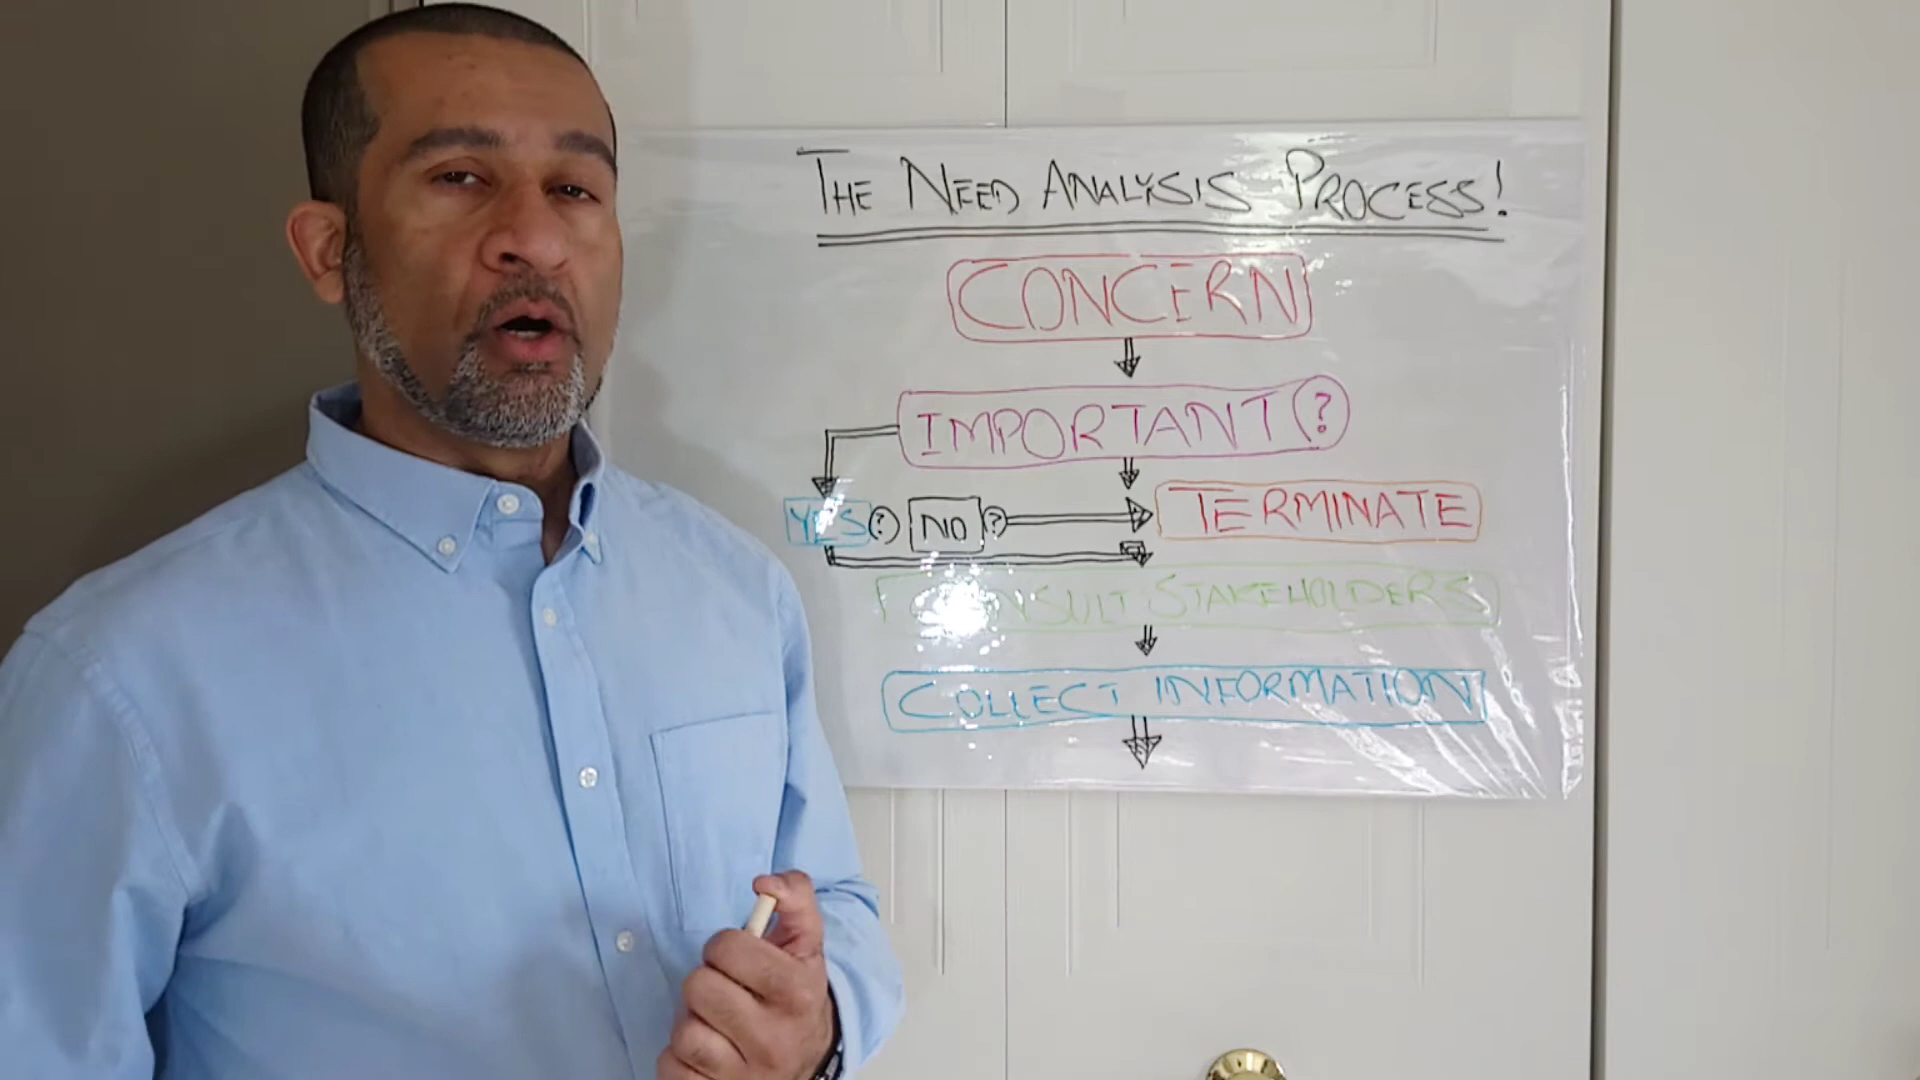 THE NEED ANALYSIS PROCESS!
CONCERN
IMPORTANT ?
YES ? NO ? TERMINATE
CONSULT STAKEHOLDERS
COLLECT INFORMATION